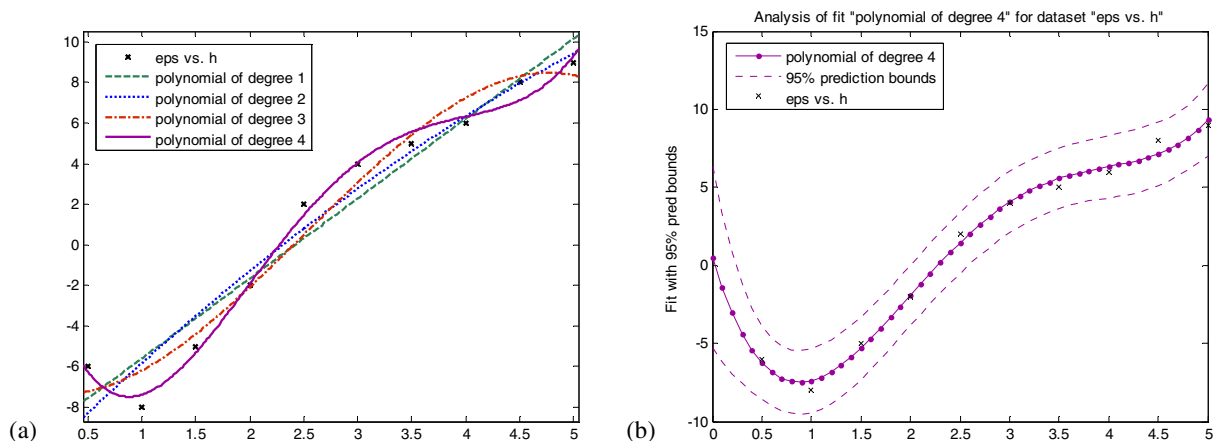 10
8
6
4
2
0
-2
-4
-6
-8
eps vs. h
polynomial of degree 1
polynomial of degree 2
polynomial of degree 3
polynomial of degree 4
0.5 1 1.5 2 2.5 3 3.5 4 4.5 5
(a)
Analysis of fit "polynomial of degree 4" for dataset "eps vs. h"
15
10
5
0
-5
-10
Fit with 95% pred bounds
polynomial of degree 4
95% prediction bounds
eps vs. h
0 0.5 1 1.5 2 2.5 3 3.5 4 4.5 5
(b)